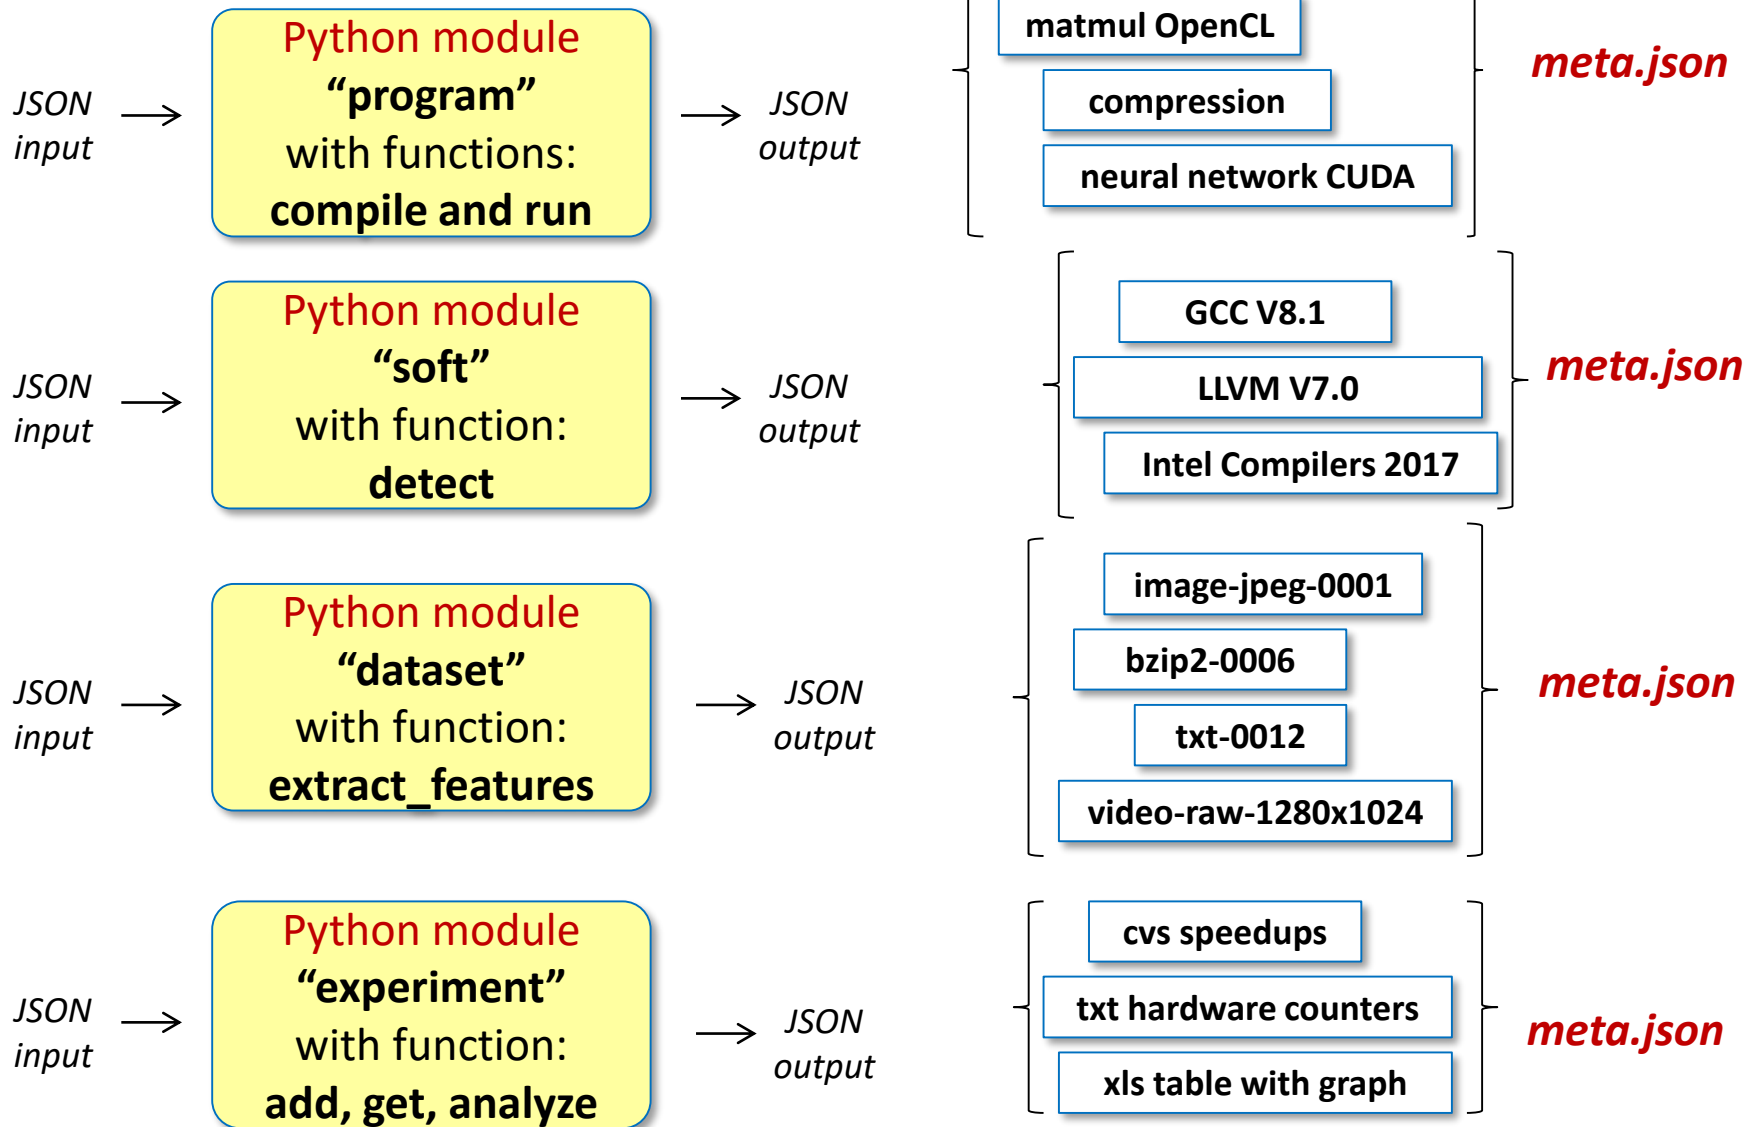 JSON
input
Python module
“program”
with functions:
compile and run
JSON
output
matmul OpenCL
compression
neural network CUDA
meta.json
JSON
input
Python module
“soft”
with function:
detect
JSON
output
GCC V8.1
LLVM V7.0
Intel Compilers 2017
meta.json
JSON
input
Python module
“dataset”
with function:
extract_features
JSON
output
image-jpeg-0001
bzip2-0006
txt-0012
video-raw-1280x1024
meta.json
JSON
input
Python module
“experiment”
with function:
add, get, analyze
JSON
output
cvs speedups
txt hardware counters
xls table with graph
meta.json